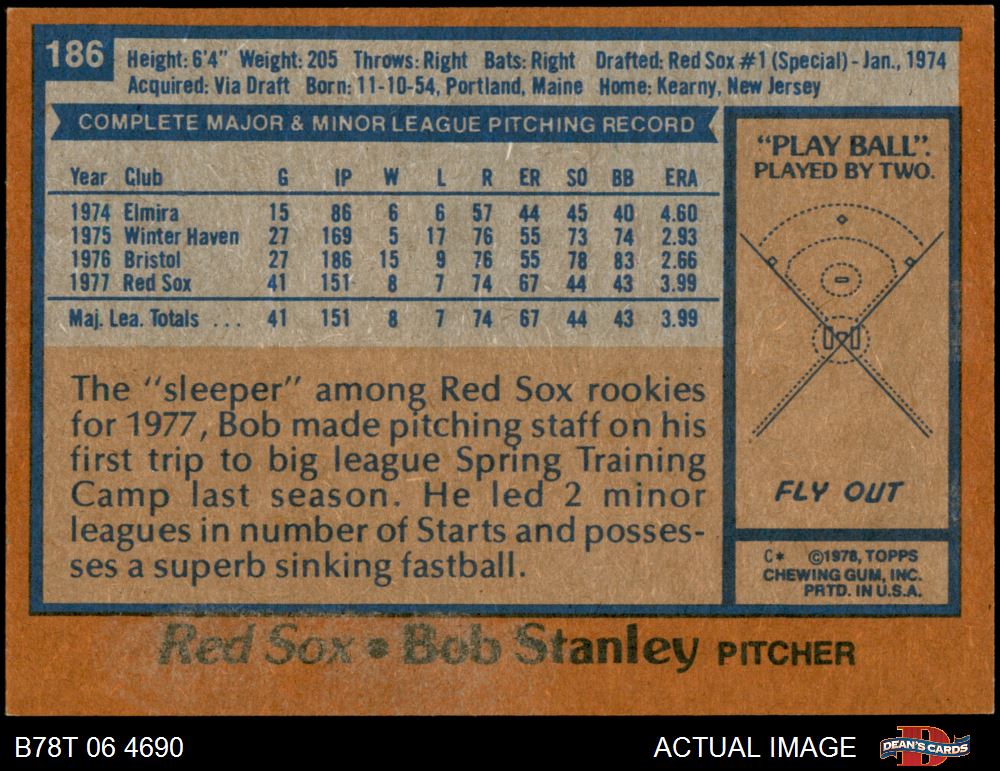 186
Height: 6'4" Weight: 205 Throws: Right Bats: Right Drafted: Red Sox #1 (Special) - Jan., 1974
Acquired: Via Draft Born: 11-10-54, Portland, Maine Home: Kearny, New Jersey
COMPLETE MAJOR & MINOR LEAGUE PITCHING RECORD
Year Club G IP W L R ER SO BB ERA
1974 Elmira 15 86 6 6 57 44 45 40 4.60
1975 Winter Haven 27 169 5 17 76 55 73 74 2.93
1976 Bristol 27 186 15 9 76 55 78 83 2.66
1977 Red Sox 41 151 8 7 74 67 44 43 3.99
Maj. Lea. Totals ... 41 151 8 7 74 67 44 43 3.99
The "sleeper" among Red Sox rookies
for 1977, Bob made pitching staff on his
first trip to big league Spring Training
Camp last season. He led 2 minor
leagues in number of Starts and posses-
ses a superb sinking fastball.
"PLAY BALL".
PLAYED BY TWO.
FLY OUT
C* ©1978, TOPPS
CHEWING GUM, INC.
PRTD. IN U.S.A.
Red Sox • Bob Stanley PITCHER
B78T 06 4690
ACTUAL IMAGE
DEAN'S CARDS